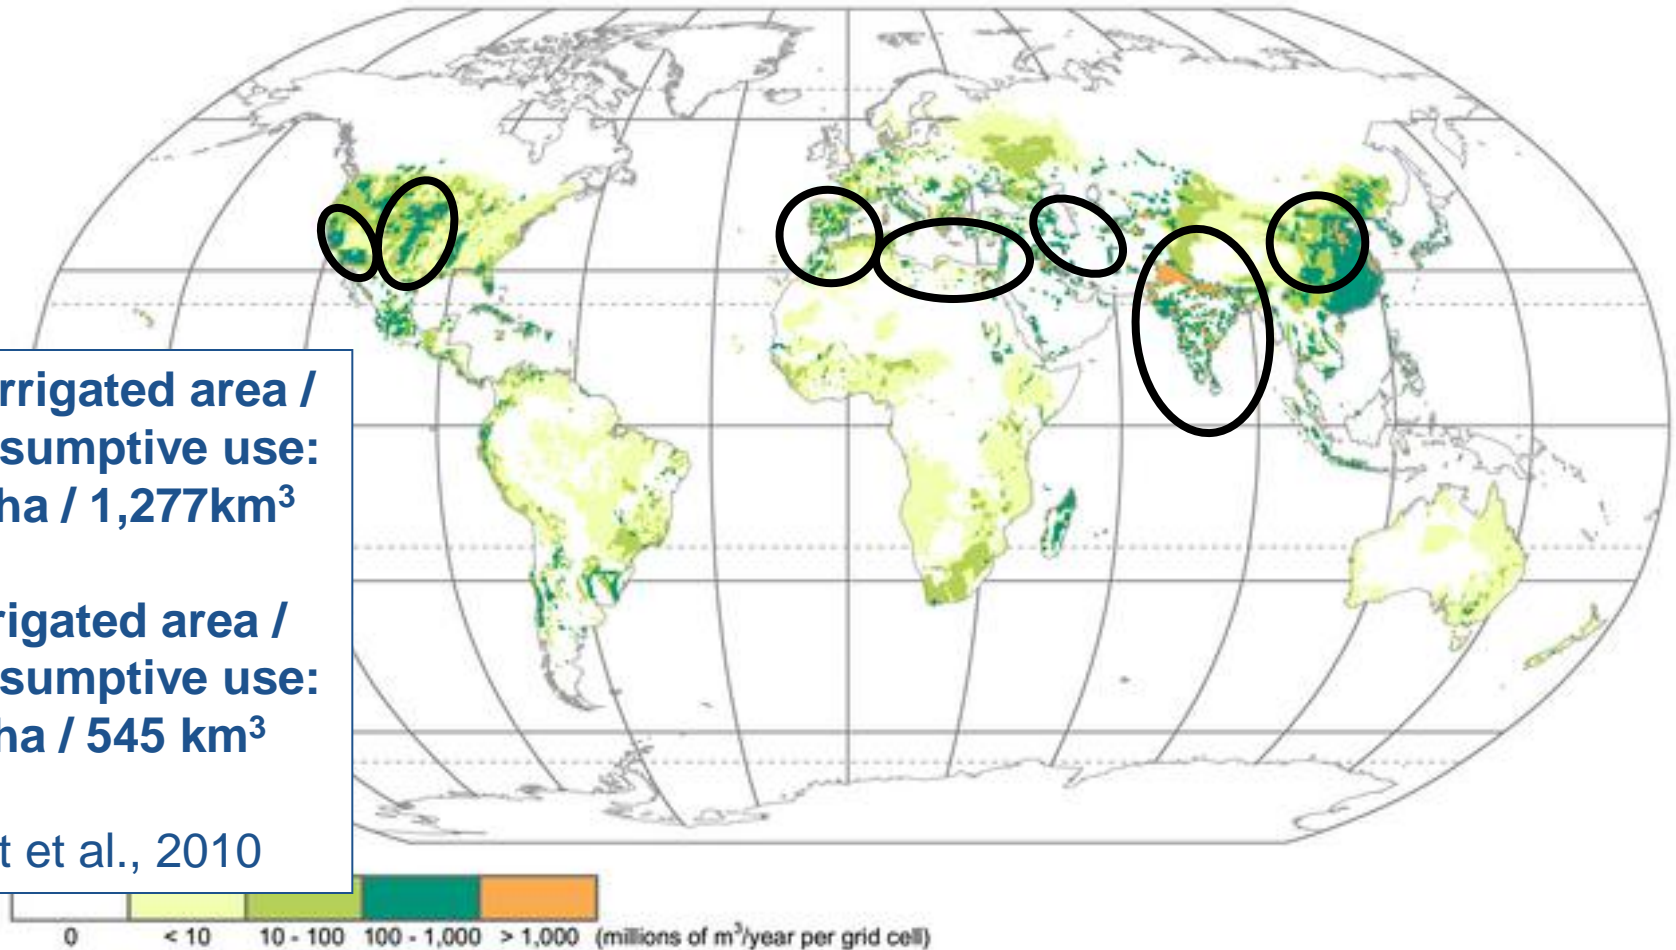 rrigated area /
sumptive use:
ha / 1,277km³
rigated area /
sumptive use:
ha / 545 km³
t et al., 2010
0 < 10 10 - 100 100 - 1,000 > 1,000 (millions of m³/year per grid cell)